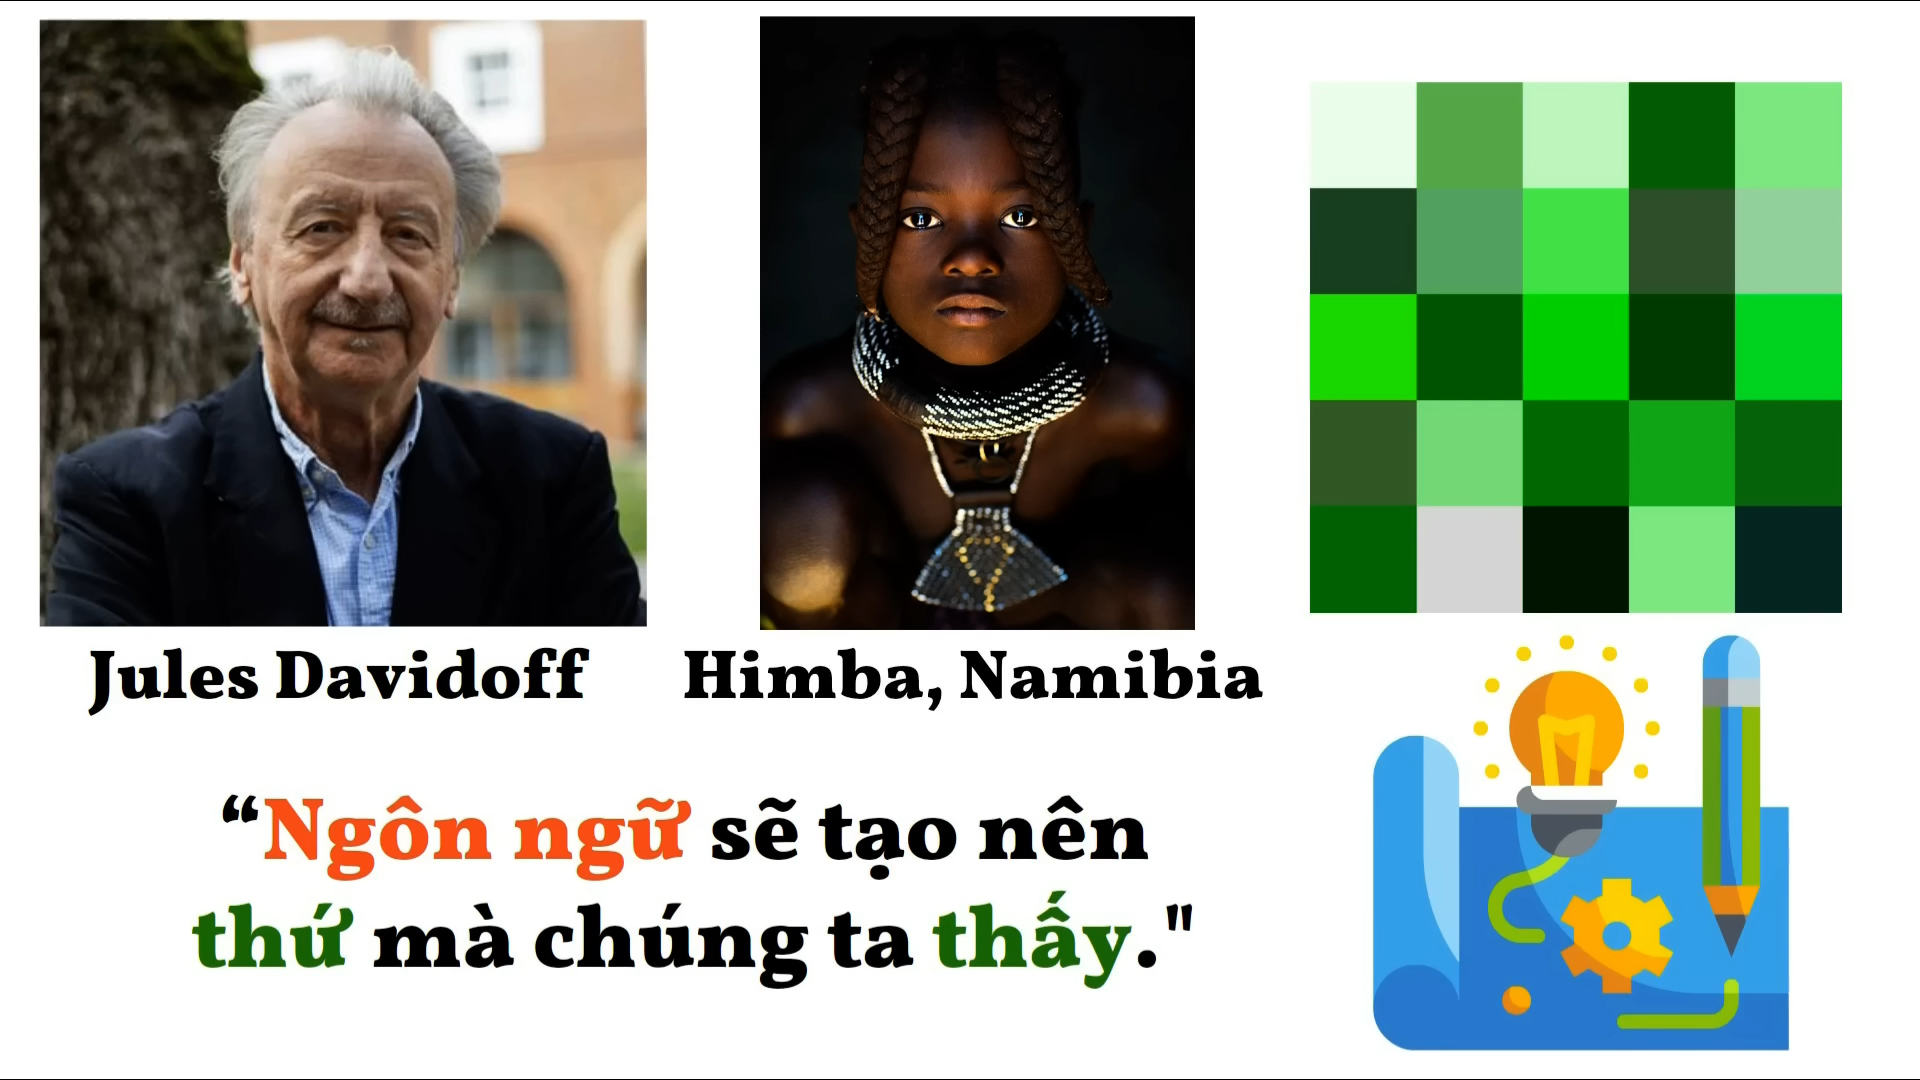 Jules Davidoff
Himba, Namibia
“Ngôn ngữ sẽ tạo nên
thứ mà chúng ta thấy."